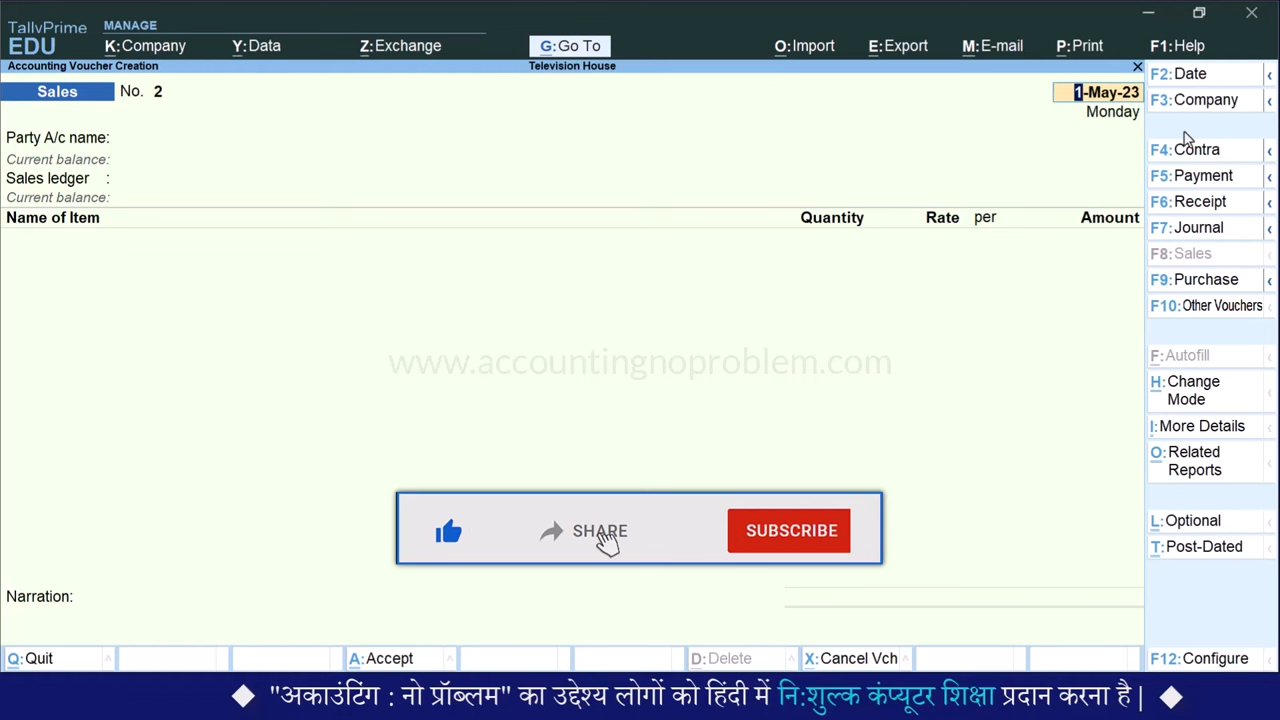 TallyPrime
EDU
MANAGE
K:Company
Y:Data
Z:Exchange
G:Go To
O:Import
E:Export
M:E-mail
P:Print
F1:Help
Accounting Voucher Creation
Television House
Sales
No. 2
1-May-23
Monday
Party A/c name:
Current balance:
Sales ledger :
Current balance:
Name of Item
Quantity
Rate per
Amount
F2:Date
F3:Company
F4:Contra
F5:Payment
F6:Receipt
F7:Journal
F8:Sales
F9:Purchase
F10:Other Vouchers
F:Autofill
H:Change
Mode
I:More Details
O:Related
Reports
L:Optional
T:Post-Dated
www.accountingnoproblem.com
SHARE
SUBSCRIBE
Narration:
Q:Quit
A:Accept
D:Delete
X:Cancel Vch
F12:Configure
"अकाउंटिंग : नो प्रॉब्लम" का उद्देश्य लोगों को हिंदी में नि:शुल्क कंप्यूटर शिक्षा प्रदान करना है |